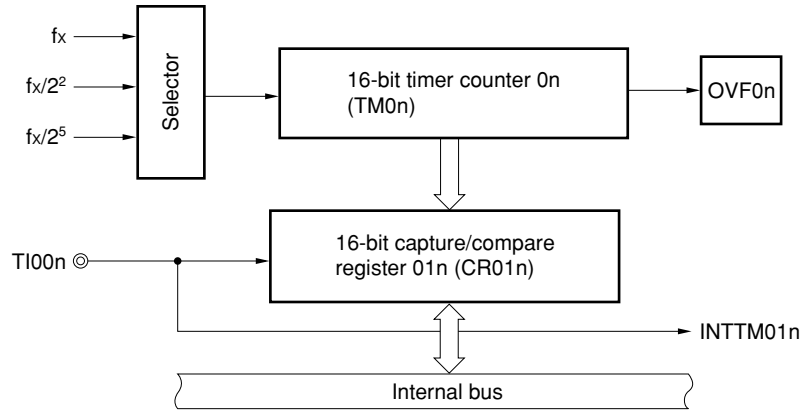 fx
fx/2²
fx/2⁵
Selector
16-bit timer counter 0n
(TM0n)
OVF0n
16-bit capture/compare
register 01n (CR01n)
TI00n
INTTM01n
Internal bus